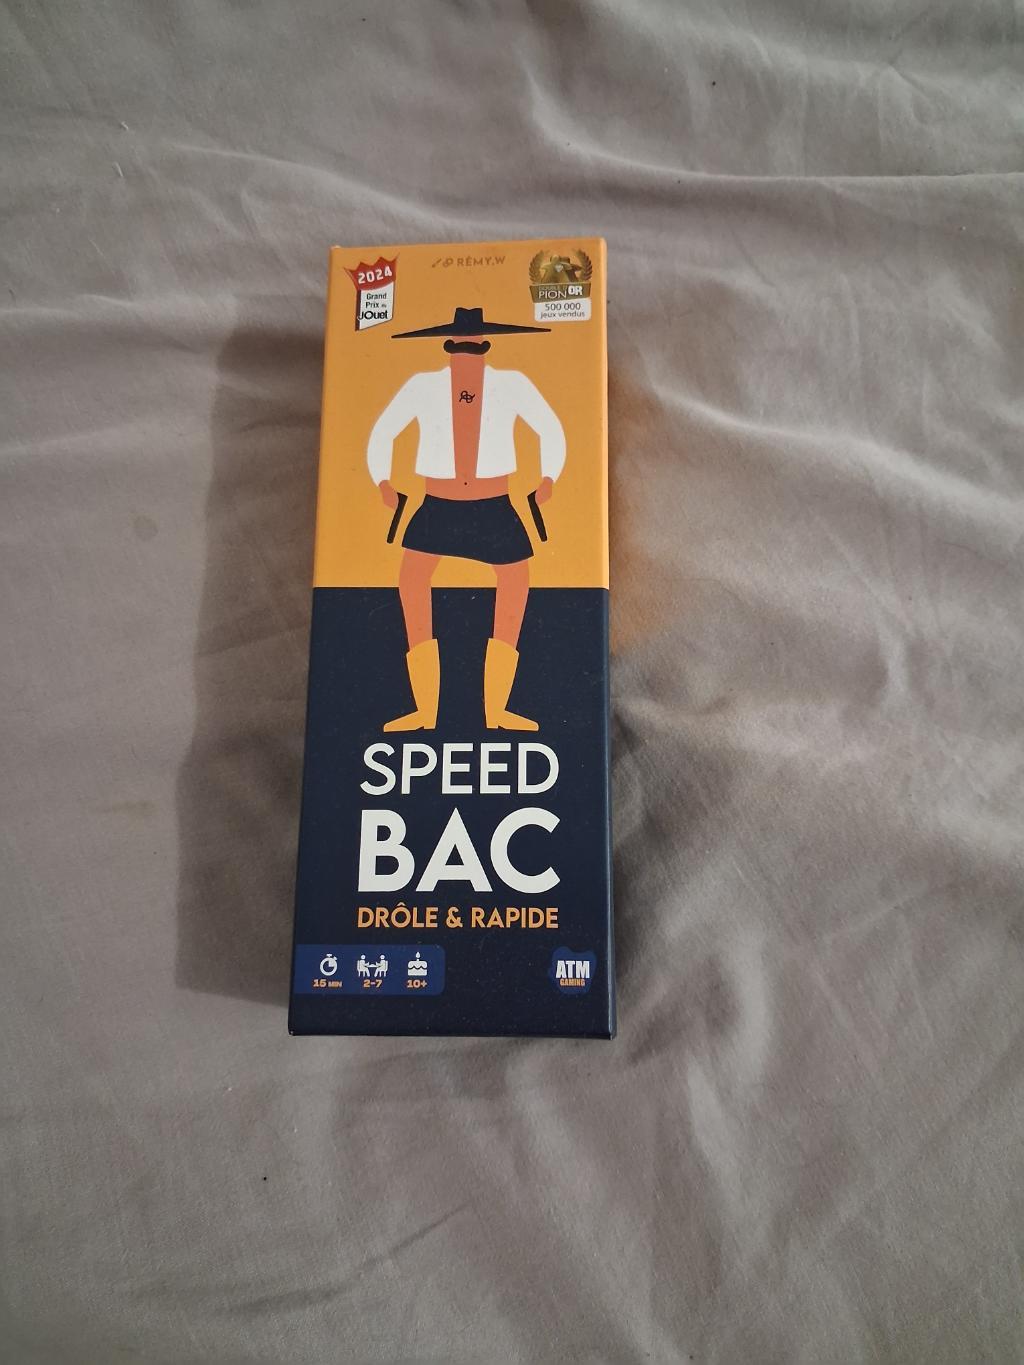 2024
Grand
Prix du
Jouet
RÉMY.W
DOUBLE
PION OR
500 000
jeux vendus
SPEED
BAC
DRÔLE & RAPIDE
15 MIN
2-7
10+
ATM
GAMING